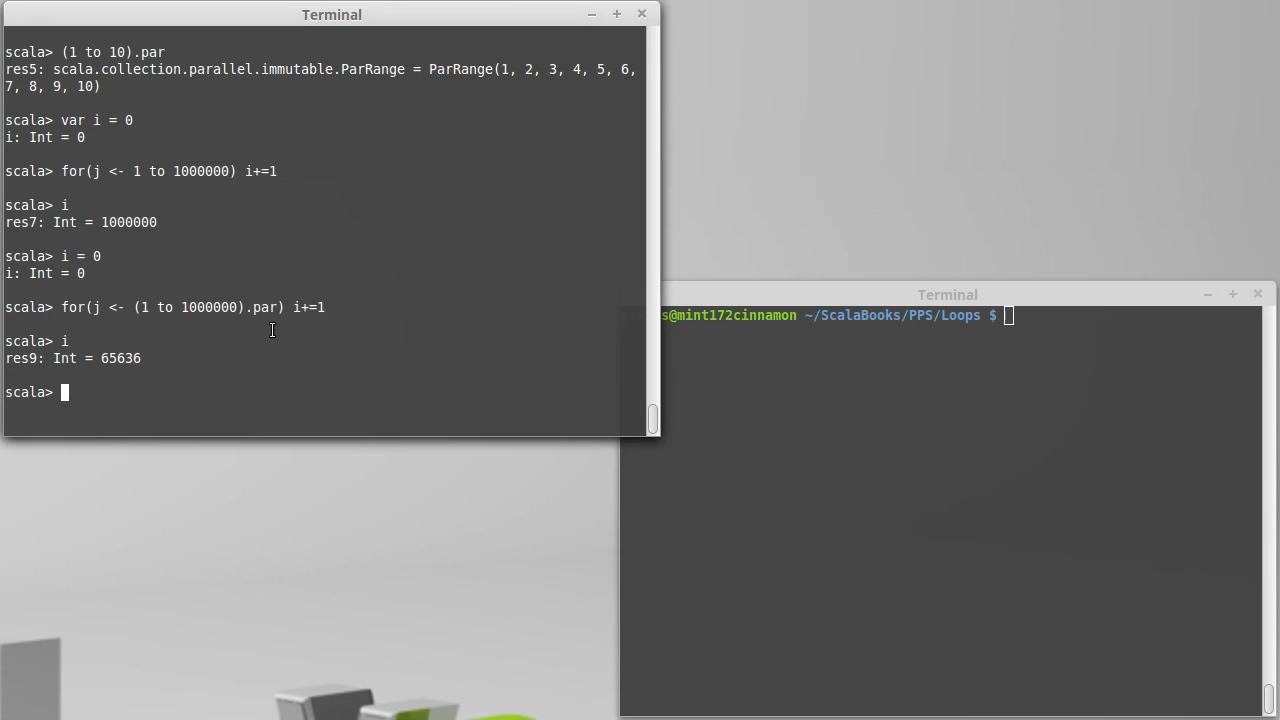 Terminal
scala> (1 to 10).par
res5: scala.collection.parallel.immutable.ParRange = ParRange(1, 2, 3, 4, 5, 6,
7, 8, 9, 10)
scala> var i = 0
i: Int = 0
scala> for(j <- 1 to 1000000) i+=1
scala> i
res7: Int = 1000000
scala> i = 0
i: Int = 0
scala> for(j <- (1 to 1000000).par) i+=1
scala> i
res9: Int = 65636
scala>
Terminal
s@mint172cinnamon ~/ScalaBooks/PPS/Loops $